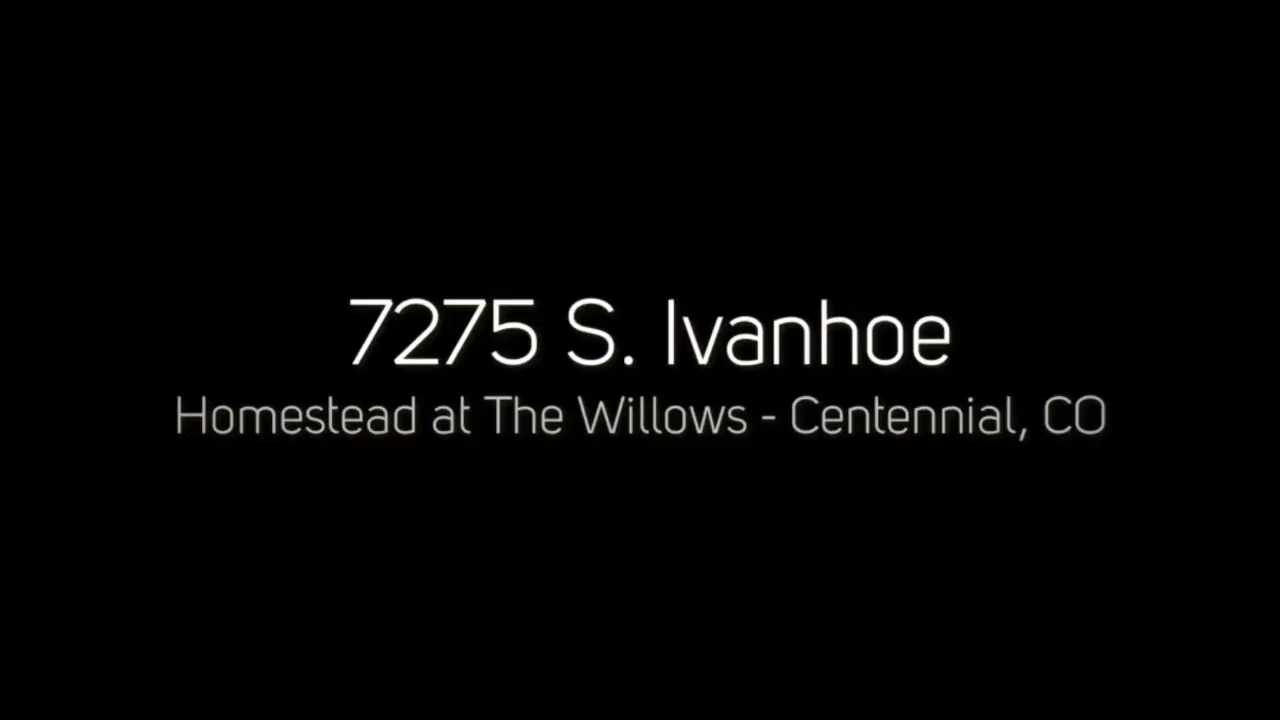 7275 S. Ivanhoe
Homestead at The Willows - Centennial, CO